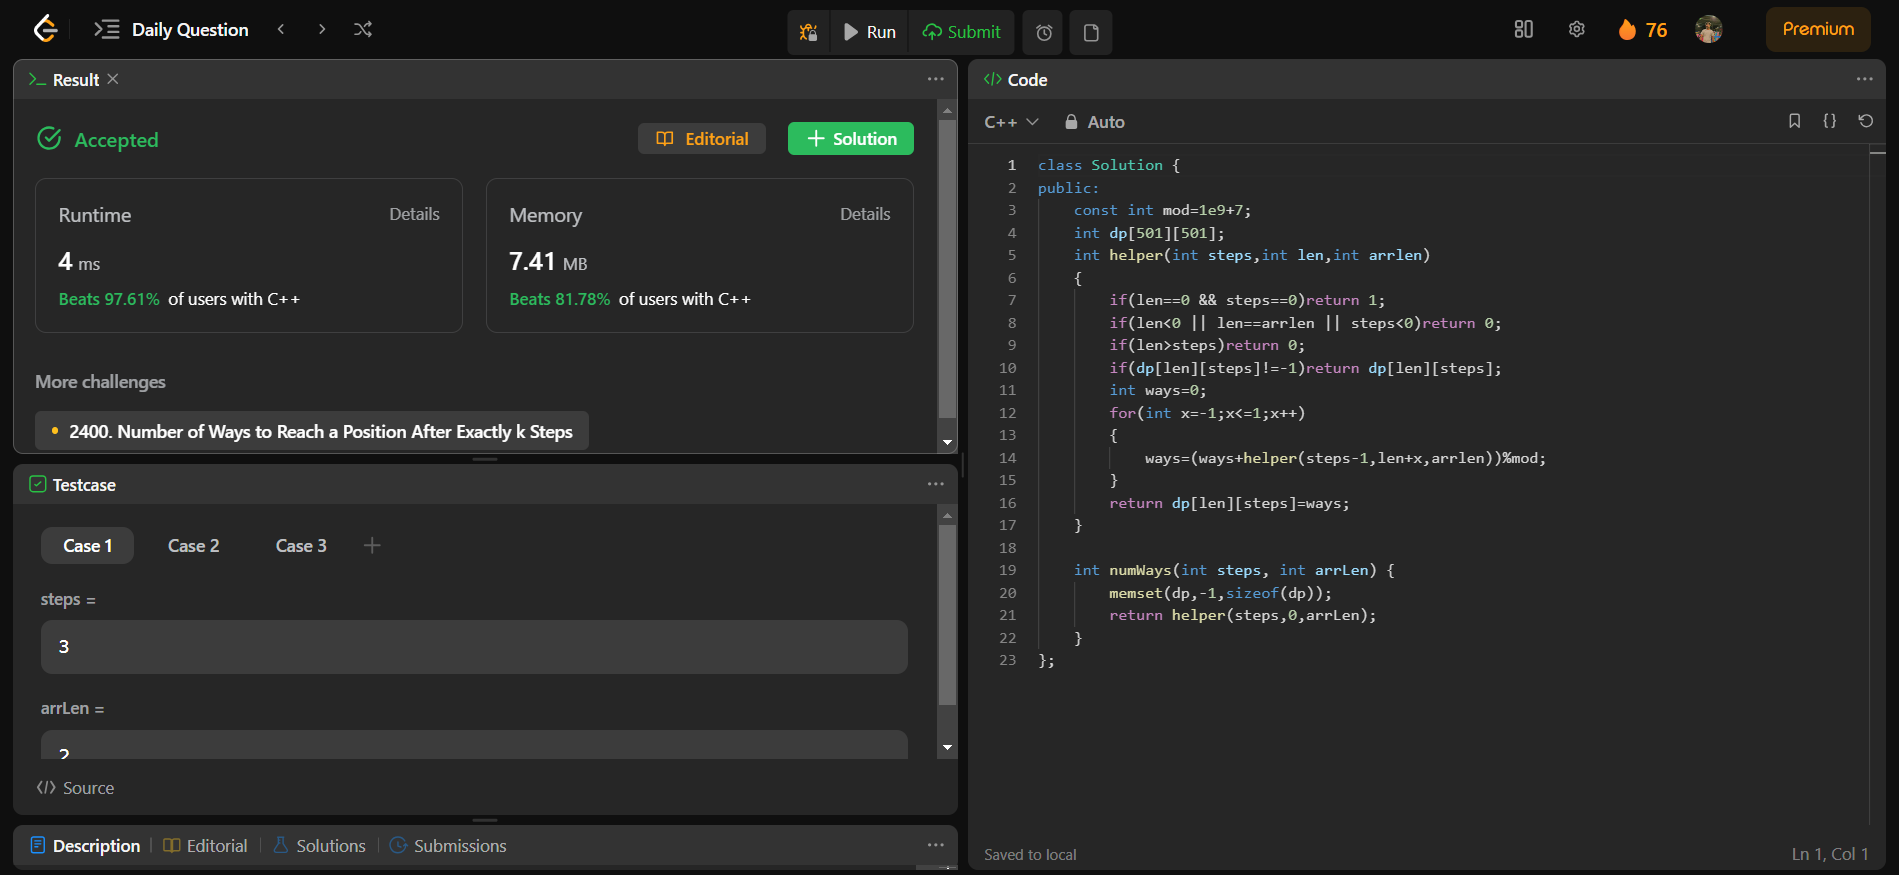 Daily Question
Run
Submit
76
Premium
Result
Accepted
Editorial
Solution
Runtime
Details
4 ms
Beats 97.61% of users with C++
Memory
Details
7.41 MB
Beats 81.78% of users with C++
More challenges
2400. Number of Ways to Reach a Position After Exactly k Steps
Testcase
Case 1
Case 2
Case 3
steps =
3
arrLen =
2
</> Source
Description
Editorial
Solutions
Submissions
</> Code
C++
Auto
{}
1 class Solution {
2 public:
3     const int mod=1e9+7;
4     int dp[501][501];
5     int helper(int steps,int len,int arrlen)
6     {
7         if(len==0 && steps==0)return 1;
8         if(len<0 || len==arrlen || steps<0)return 0;
9         if(len>steps)return 0;
10         if(dp[len][steps]!=-1)return dp[len][steps];
11         int ways=0;
12         for(int x=-1;x<=1;x++)
13         {
14             ways=(ways+helper(steps-1,len+x,arrlen))%mod;
15         }
16         return dp[len][steps]=ways;
17     }
18
19     int numWays(int steps, int arrLen) {
20         memset(dp,-1,sizeof(dp));
21         return helper(steps,0,arrLen);
22     }
23 };
Saved to local
Ln 1, Col 1